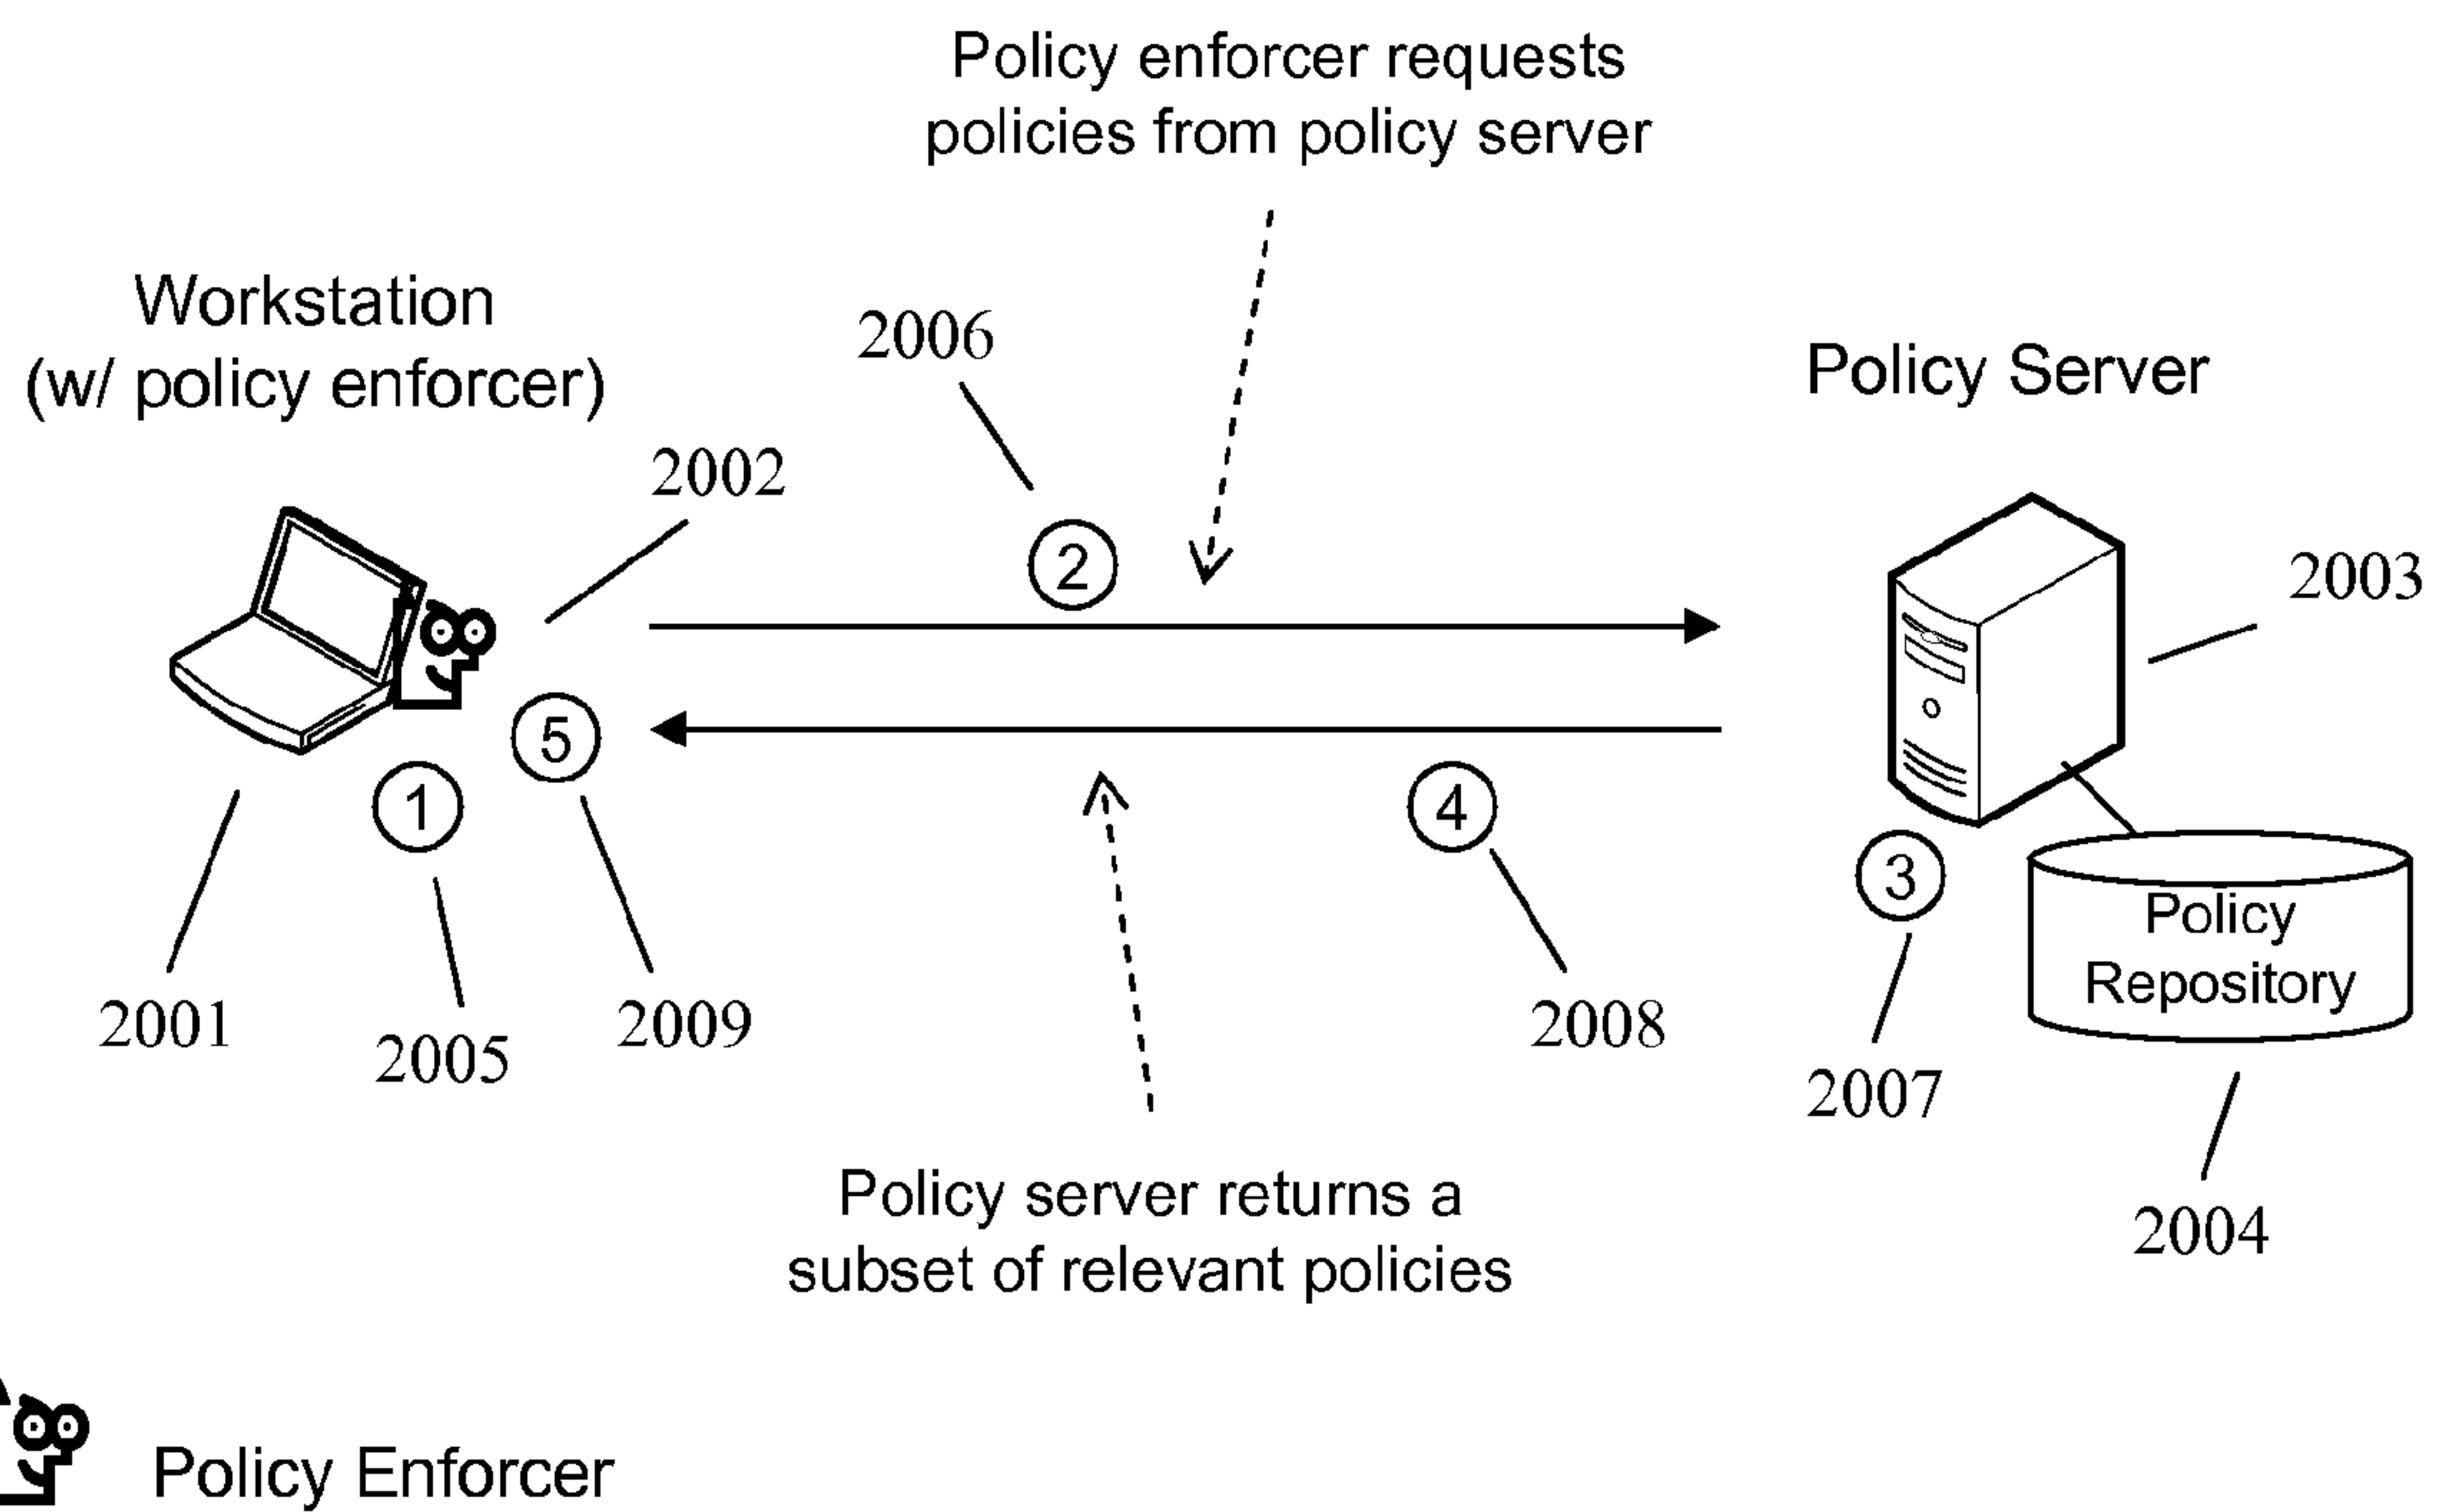 Policy enforcer requests
policies from policy server
Workstation
(w/ policy enforcer)
2006
Policy Server
2002
2
2003
5
1
4
3
Policy
Repository
2001
2005
2009
2008
2007
2004
Policy server returns a
subset of relevant policies
Policy Enforcer